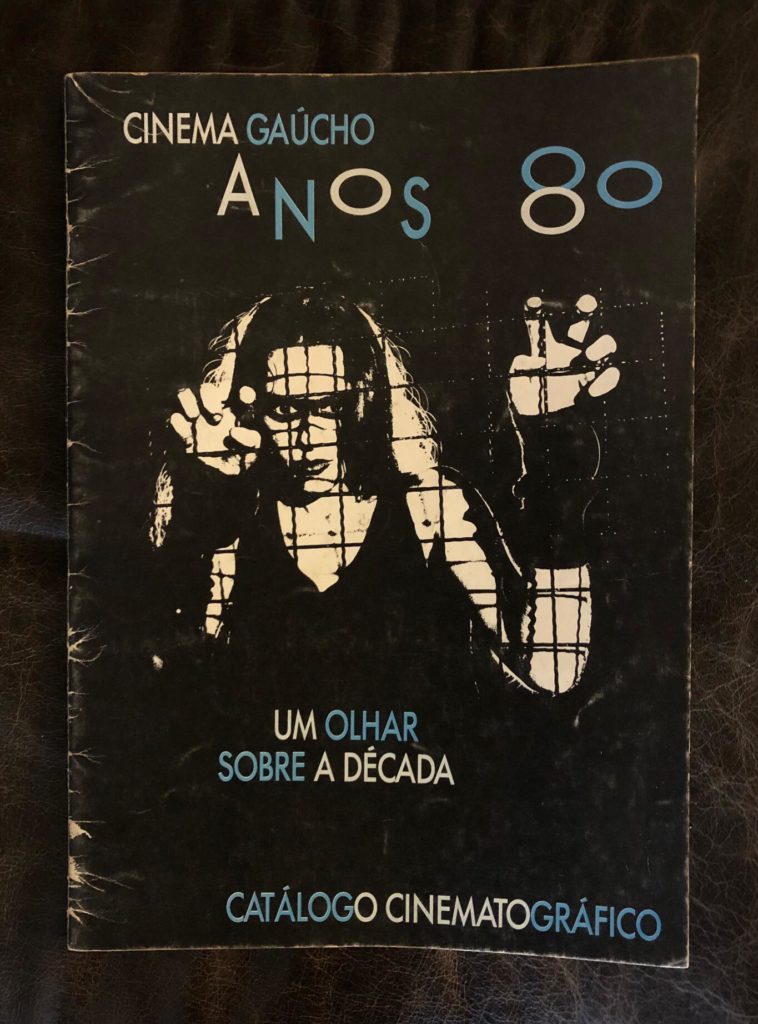 CINEMA GAÚCHO
ANOS 80
UM OLHAR
SOBRE A DÉCADA
CATÁLOGO CINEMATOGRÁFICO